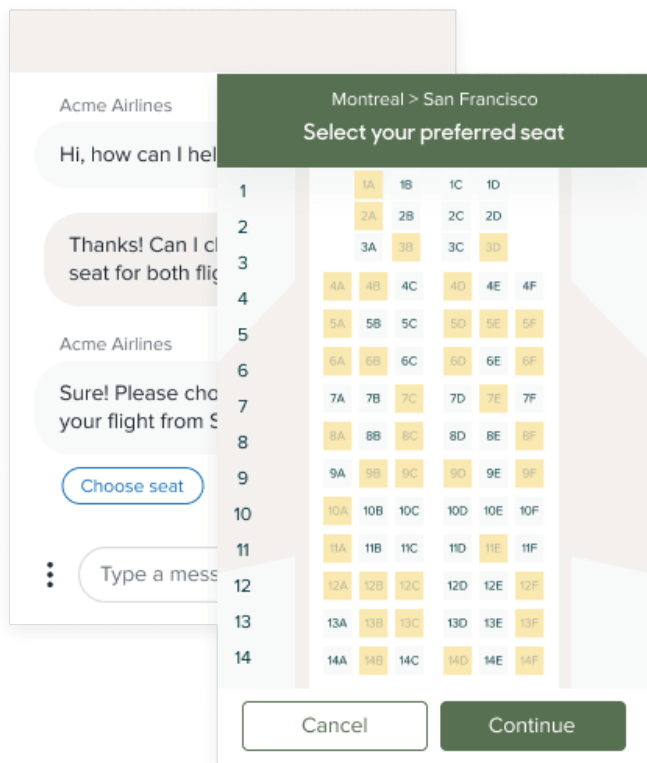 Acme Airlines
Hi, how can I hel
Thanks! Can I
seat for both
Acme Airlines
Sure! Please cho
your flight from S
Choose seat
Type a mess
Montreal > San Francisco
Select your preferred seat
1 1A 1B 1C 1D
2 2A 2B 2C 2D
3 3A 3B 3C 3D
4 4A 4B 4C 4D 4E 4F
5 5A 5B 5C 5D 5E 5F
6 6A 6B 6C 6D 6E 6F
7 7A 7B 7C 7D 7E 7F
8 8A 8B 8C 8D 8E 8F
9 9A 9B 9C 9D 9E 9F
10 10A 10B 10C 10D 10E 10F
11 11A 11B 11C 11D 11E 11F
12 12A 12B 12C 12D 12E 12F
13 13A 13B 13C 13D 13E 13F
14 14A 14B 14C 14D 14E 14F
Cancel
Continue